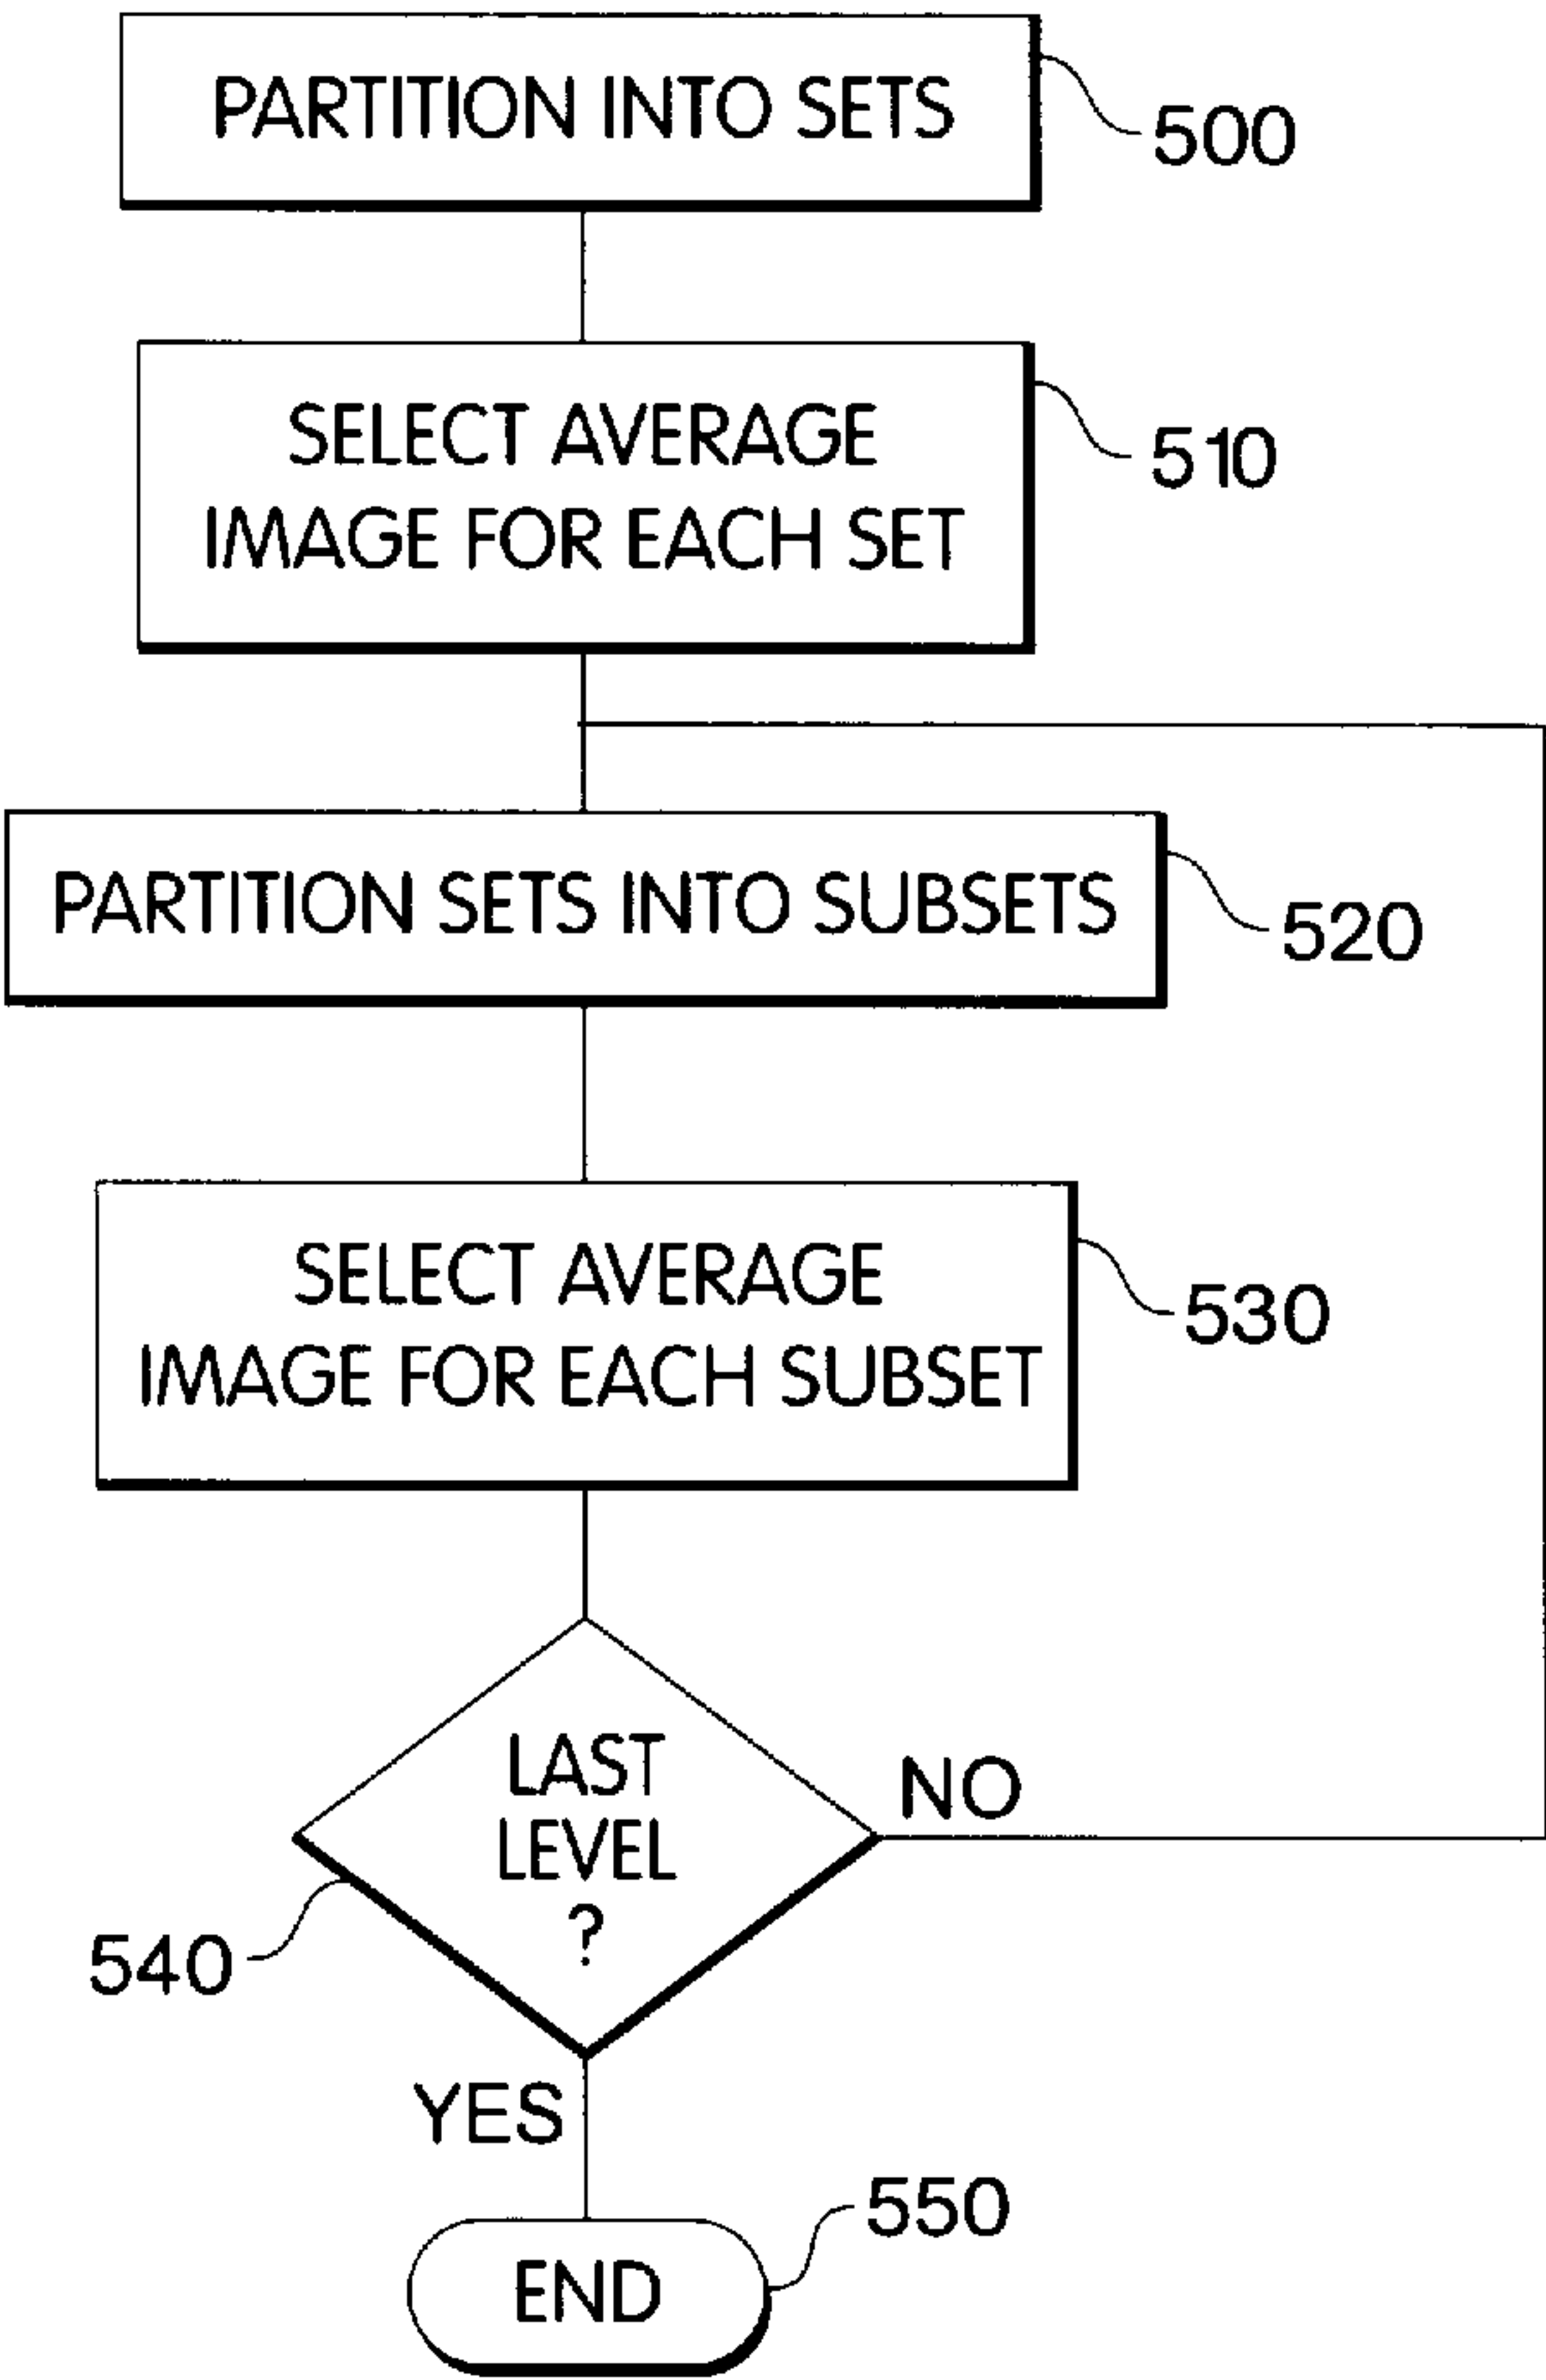 PARTITION INTO SETS
500
SELECT AVERAGE
IMAGE FOR EACH SET
510
PARTITION SETS INTO SUBSETS
520
SELECT AVERAGE
IMAGE FOR EACH SUBSET
530
LAST
LEVEL
?
NO
540
YES
550
END